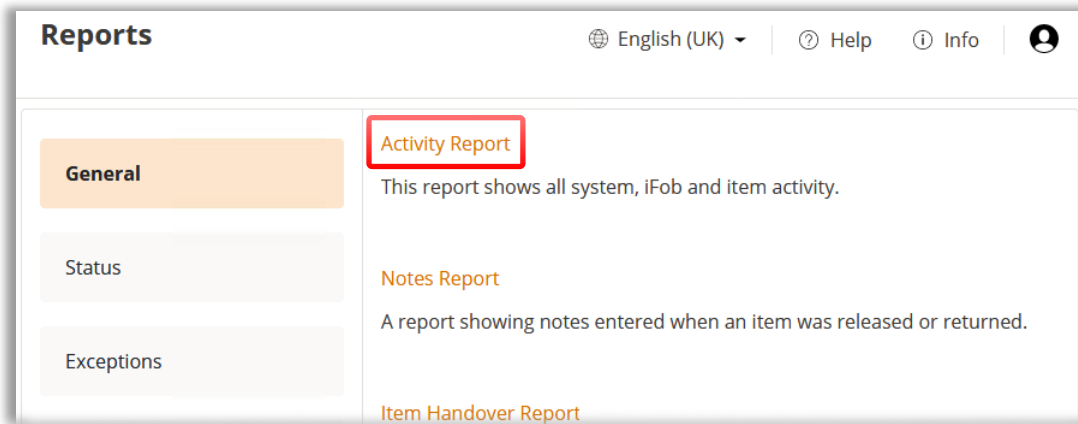 Reports
English (UK)
Help
Info
General
Status
Exceptions
Activity Report
This report shows all system, iFob and item activity.
Notes Report
A report showing notes entered when an item was released or returned.
Item Handover Report